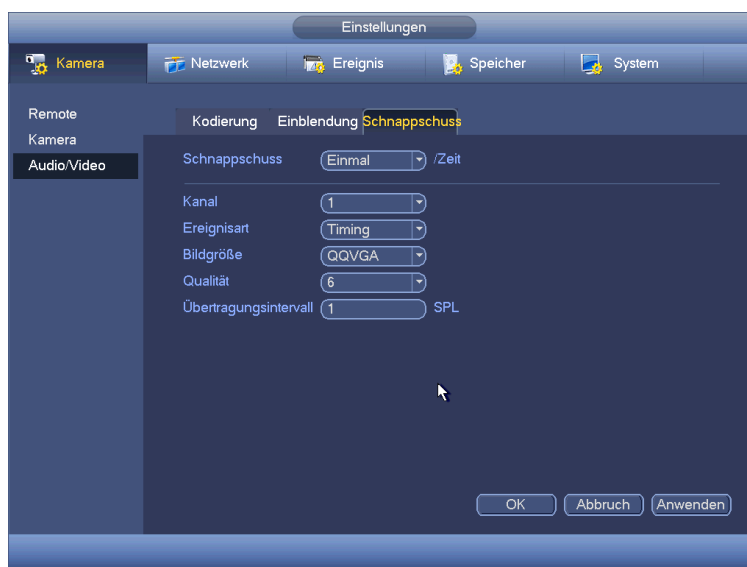 Einstellungen
Kamera Netzwerk Ereignis Speicher System
Remote
Kamera
Audio/Video
Kodierung Einblendung Schnappschuss
Schnappschuss Einmal /Zeit
Kanal 1
Ereignisart Timing
Bildgröße QQVGA
Qualität 6
Übertragungsintervall 1 SPL
OK Abbruch Anwenden